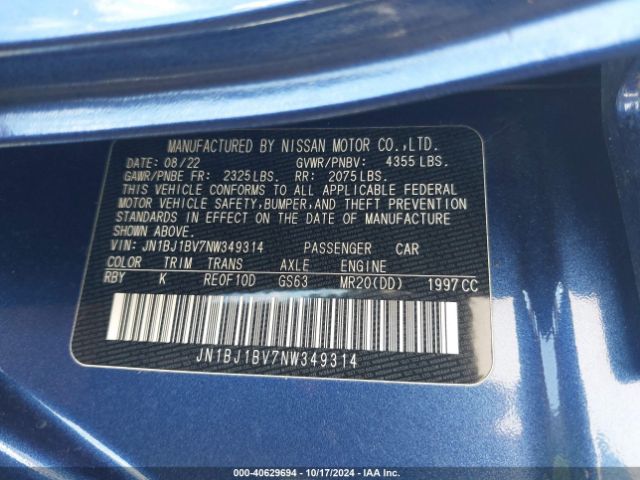 MANUFACTURED BY NISSAN MOTOR CO.,LTD.
DATE: 08/22 GVWR/PNBV: 4355 LBS.
GAWR/PNBE FR: 2325 LBS. RR: 2075 LBS.
THIS VEHICLE CONFORMS TO ALL APPLICABLE FEDERAL
MOTOR VEHICLE SAFETY,BUMPER,AND THEFT PREVENTION
STANDARDS IN EFFECT ON THE DATE OF MANUFACTURE
SHOWN ABOVE.
VIN: JN1BJ1BV7NW349314 PASSENGER CAR
COLOR TRIM TRANS AXLE ENGINE
RBY K RE0F10D GS63 MR20(DD) 1997CC
JN1BJ1BV7NW349314
000-40629694 - 10/17/2024 - IAA Inc.